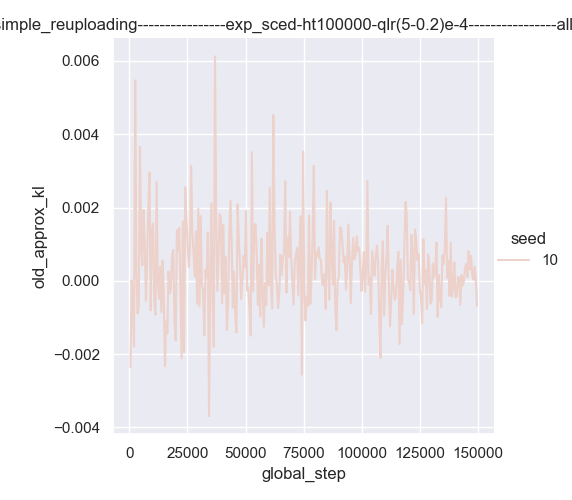 simple_reuploading----------------exp_sced-ht100000-qlr(5-0.2)e-4----------------all
0.006
0.004
0.002
0.000
−0.002
−0.004
old_approx_kl
0 25000 50000 75000 100000 125000 150000
global_step
seed
10